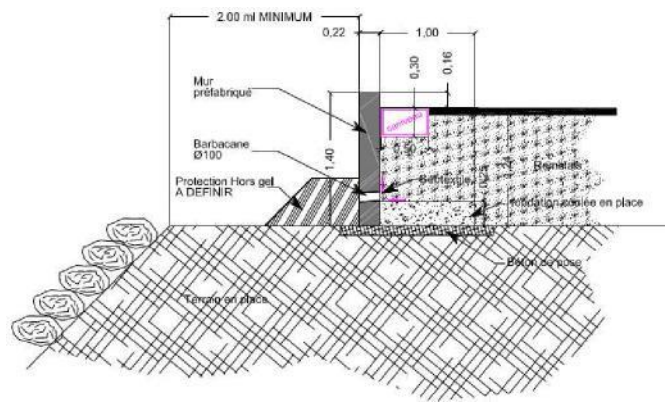 2.00 ml MINIMUM
0,22
1,00
0,30
0,16
Mur
préfabriqué
Barbacane
Ø100
1,40
Protection Hors gel
A DEFINIR
Géotextile
Remblais
fondation coulée en place
Béton de pose
Terrain en place